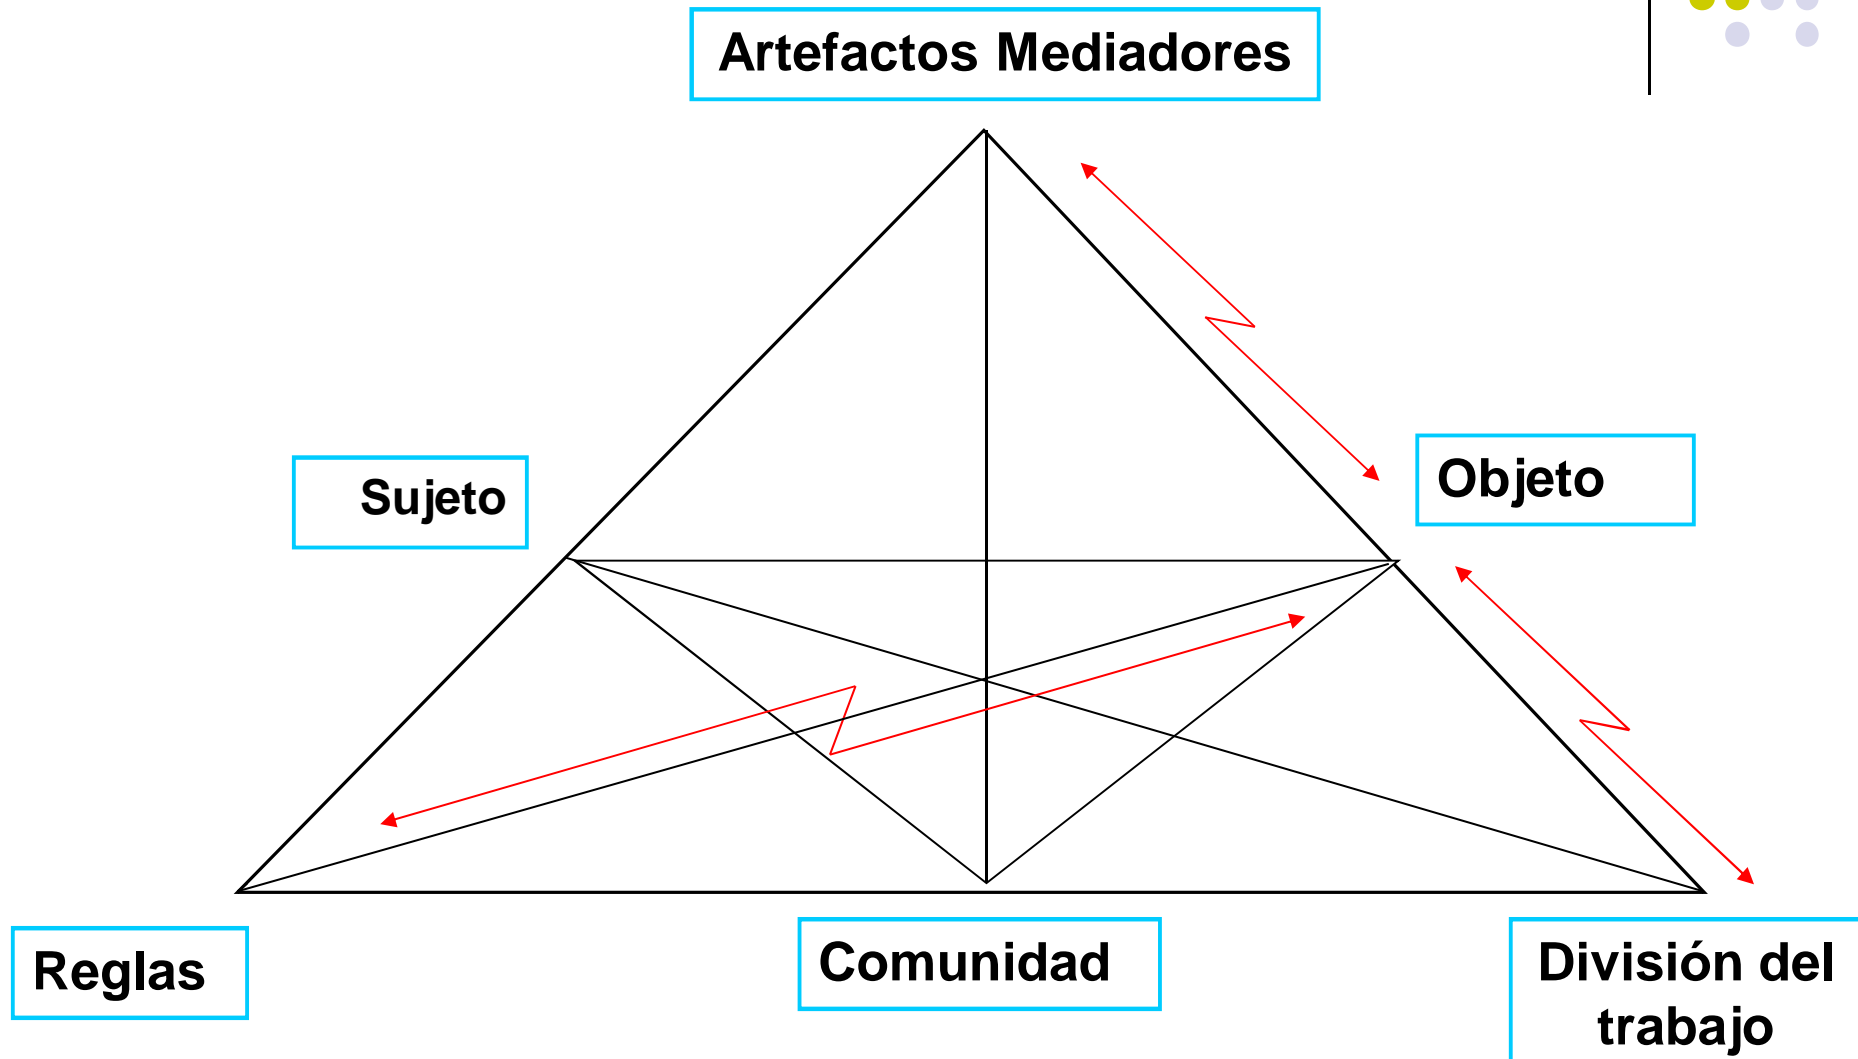 Artefactos Mediadores
Sujeto
Objeto
Reglas
Comunidad
División del
trabajo